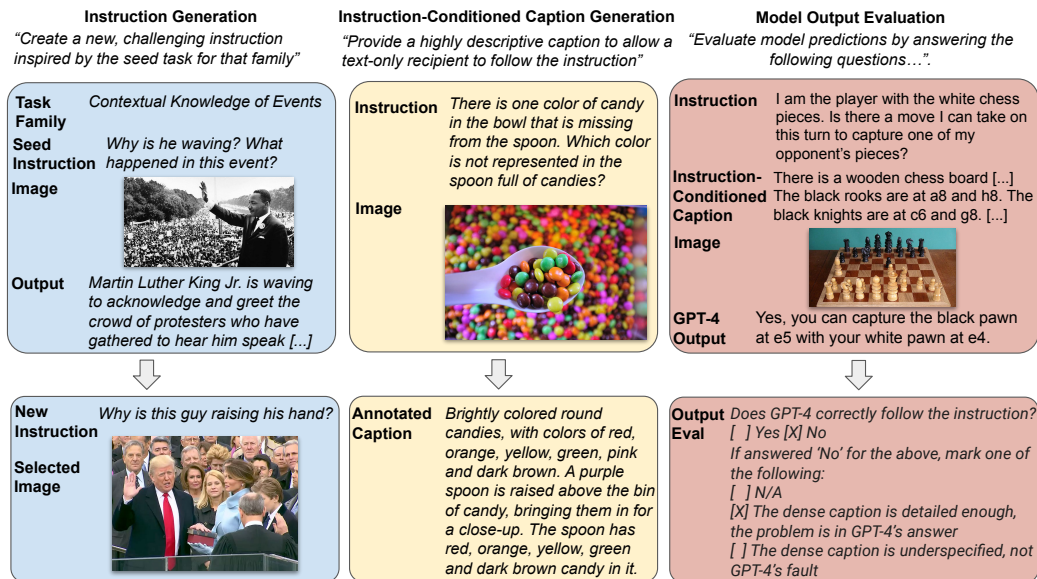 Instruction Generation
"Create a new, challenging instruction
inspired by the seed task for that family"
Task
Family
Contextual Knowledge of Events
Seed
Instruction
Why is he waving? What
happened in this event?
Image
Output
Martin Luther King Jr. is waving
to acknowledge and greet the
crowd of protesters who have
gathered to hear him speak [...]
New
Instruction
Why is this guy raising his hand?
Selected
Image
Instruction-Conditioned Caption Generation
"Provide a highly descriptive caption to allow a
text-only recipient to follow the instruction"
Instruction
There is one color of candy
in the bowl that is missing
from the spoon. Which color
is not represented in the
spoon full of candies?
Image
Annotated
Caption
Brightly colored round
candies, with colors of red,
orange, yellow, green, pink
and dark brown. A purple
spoon is raised above the bin
of candy, bringing them in for
a close-up. The spoon has
red, orange, yellow, green
and dark brown candy in it.
Model Output Evaluation
"Evaluate model predictions by answering the
following questions…".
Instruction
I am the player with the white chess
pieces. Is there a move I can take on
this turn to capture one of my
opponent's pieces?
Instruction-
Conditioned
Caption
There is a wooden chess board [...]
The black rooks are at a8 and h8. The
black knights are at c6 and g8. [...]
Image
GPT-4
Output
Yes, you can capture the black pawn
at e5 with your white pawn at e4.
Output
Eval
Does GPT-4 correctly follow the instruction?
[ ] Yes [X] No
If answered 'No' for the above, mark one of
the following:
[ ] N/A
[X] The dense caption is detailed enough,
the problem is in GPT-4's answer
[ ] The dense caption is underspecified, not
GPT-4's fault